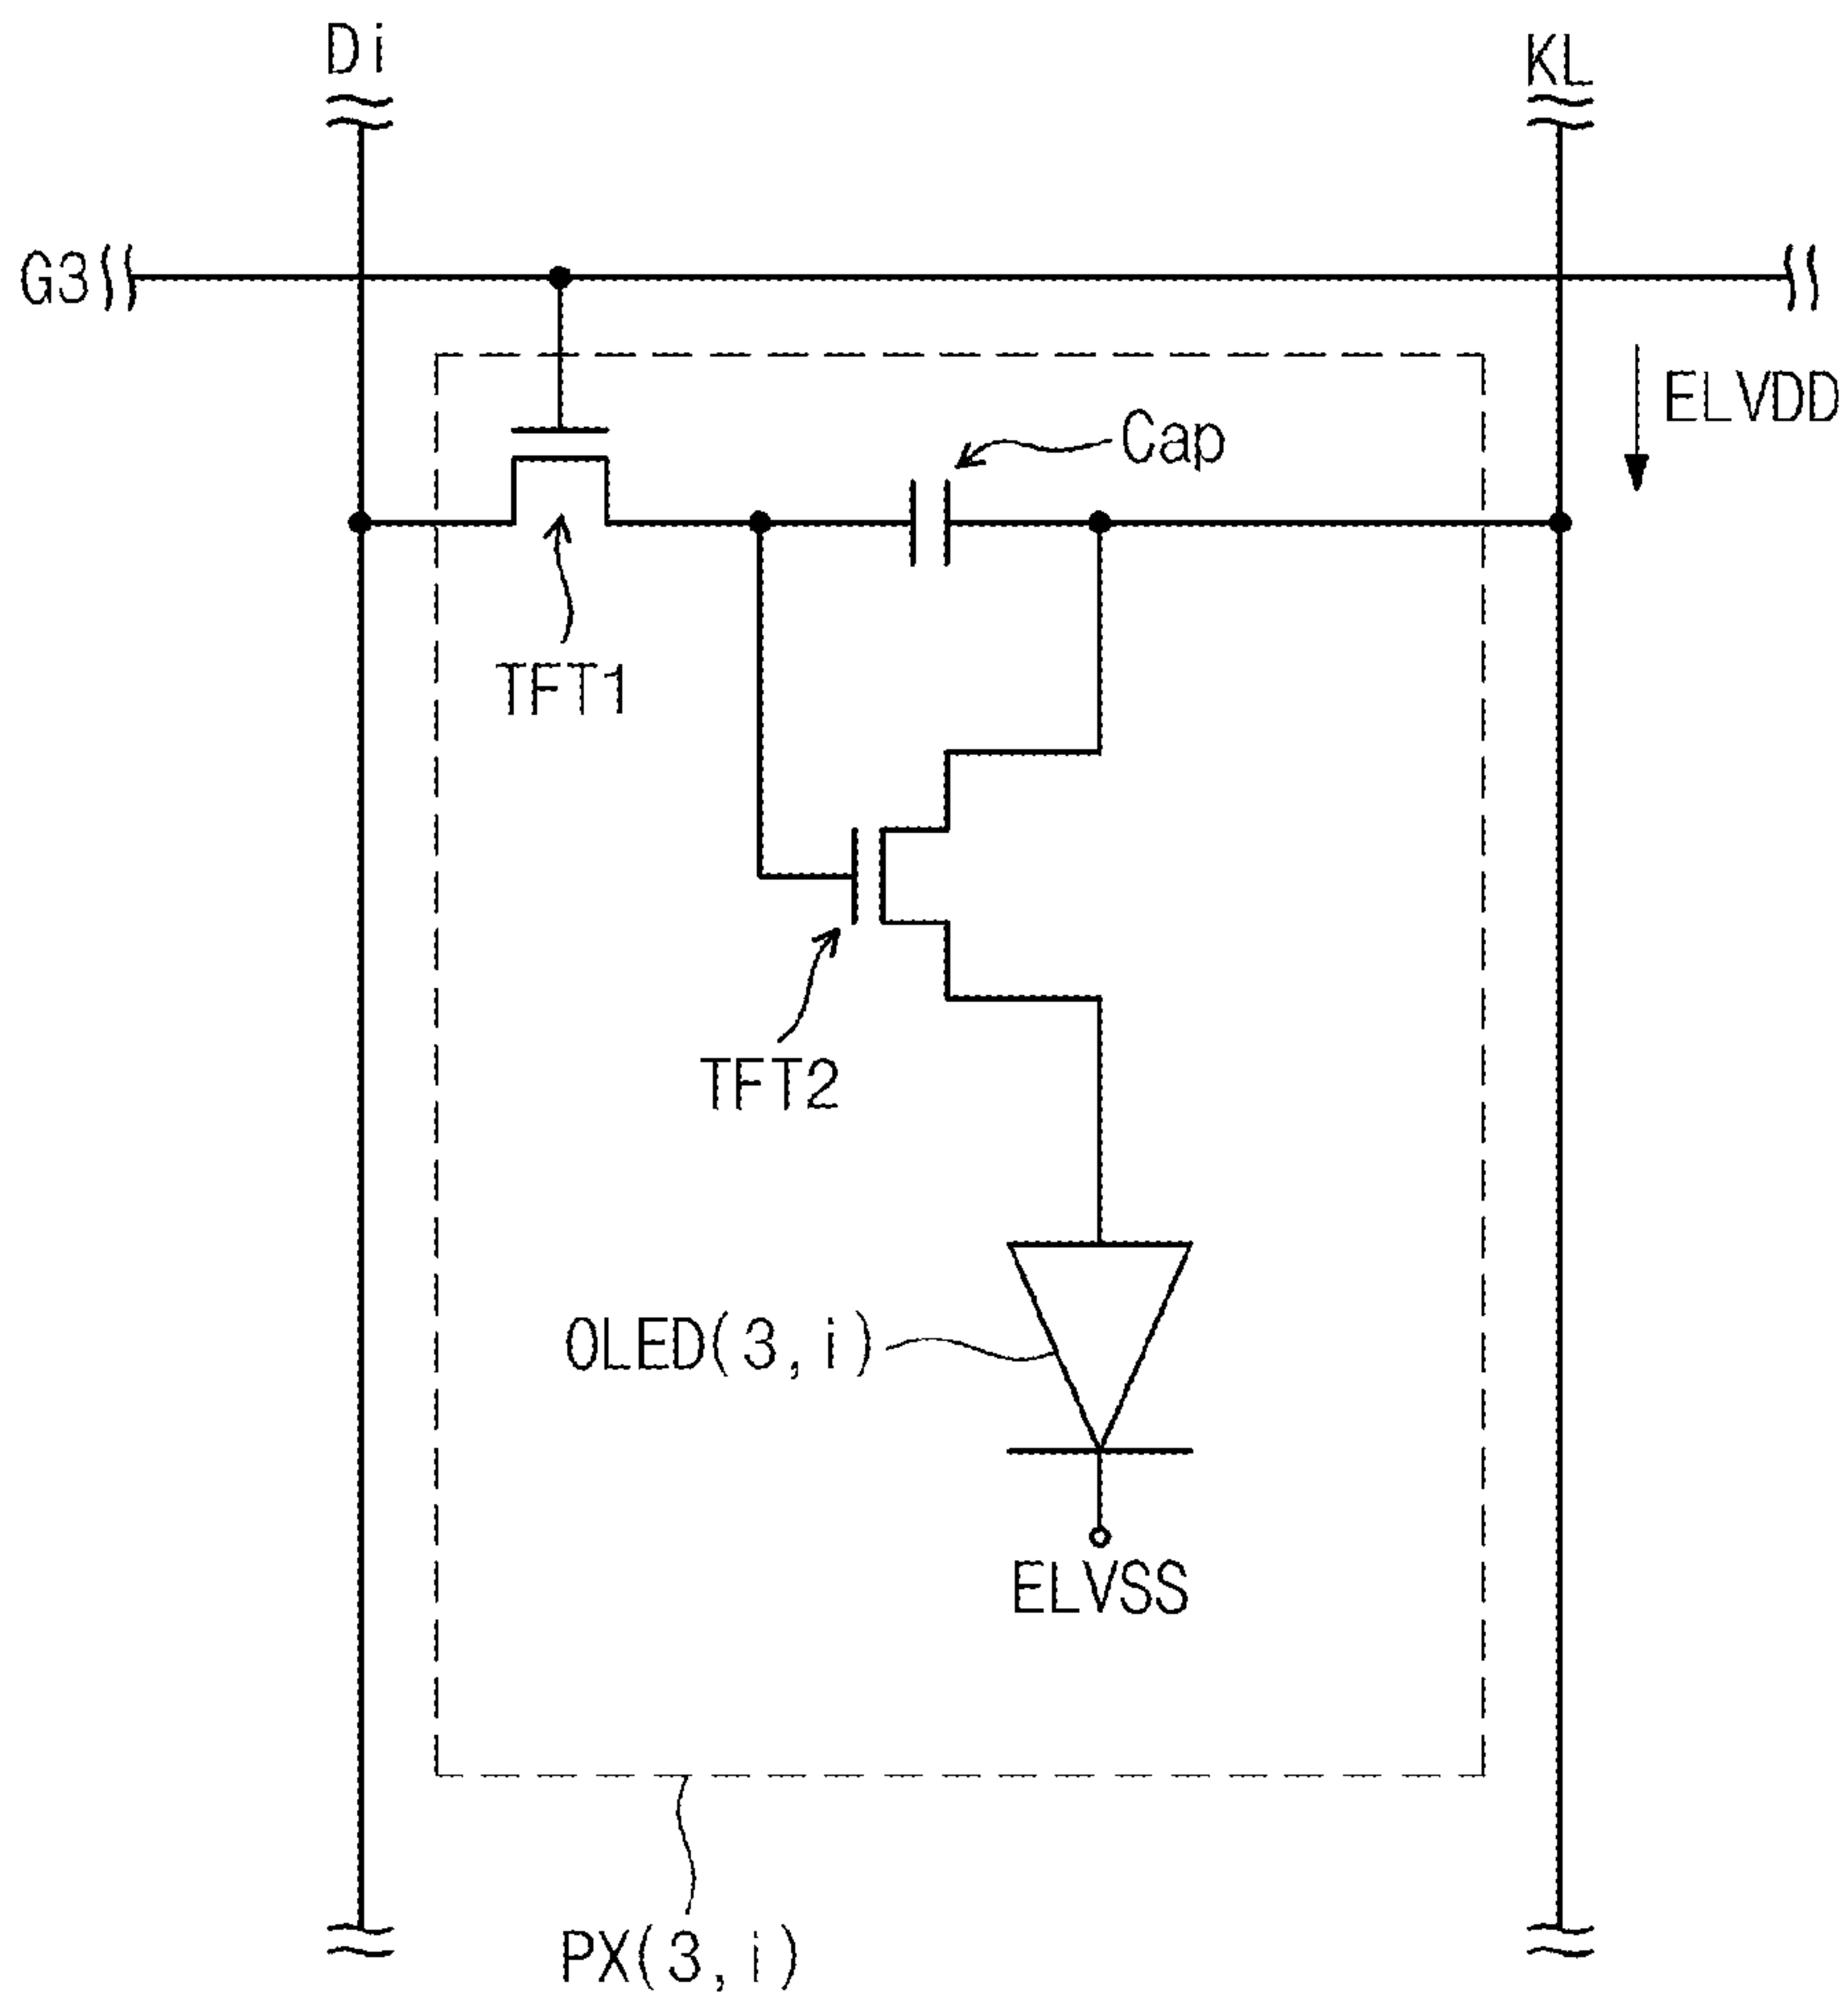 Di
KL
G3
ELVDD
Cap
TFT1
TFT2
OLED(3,i)
ELVSS
PX(3,i)